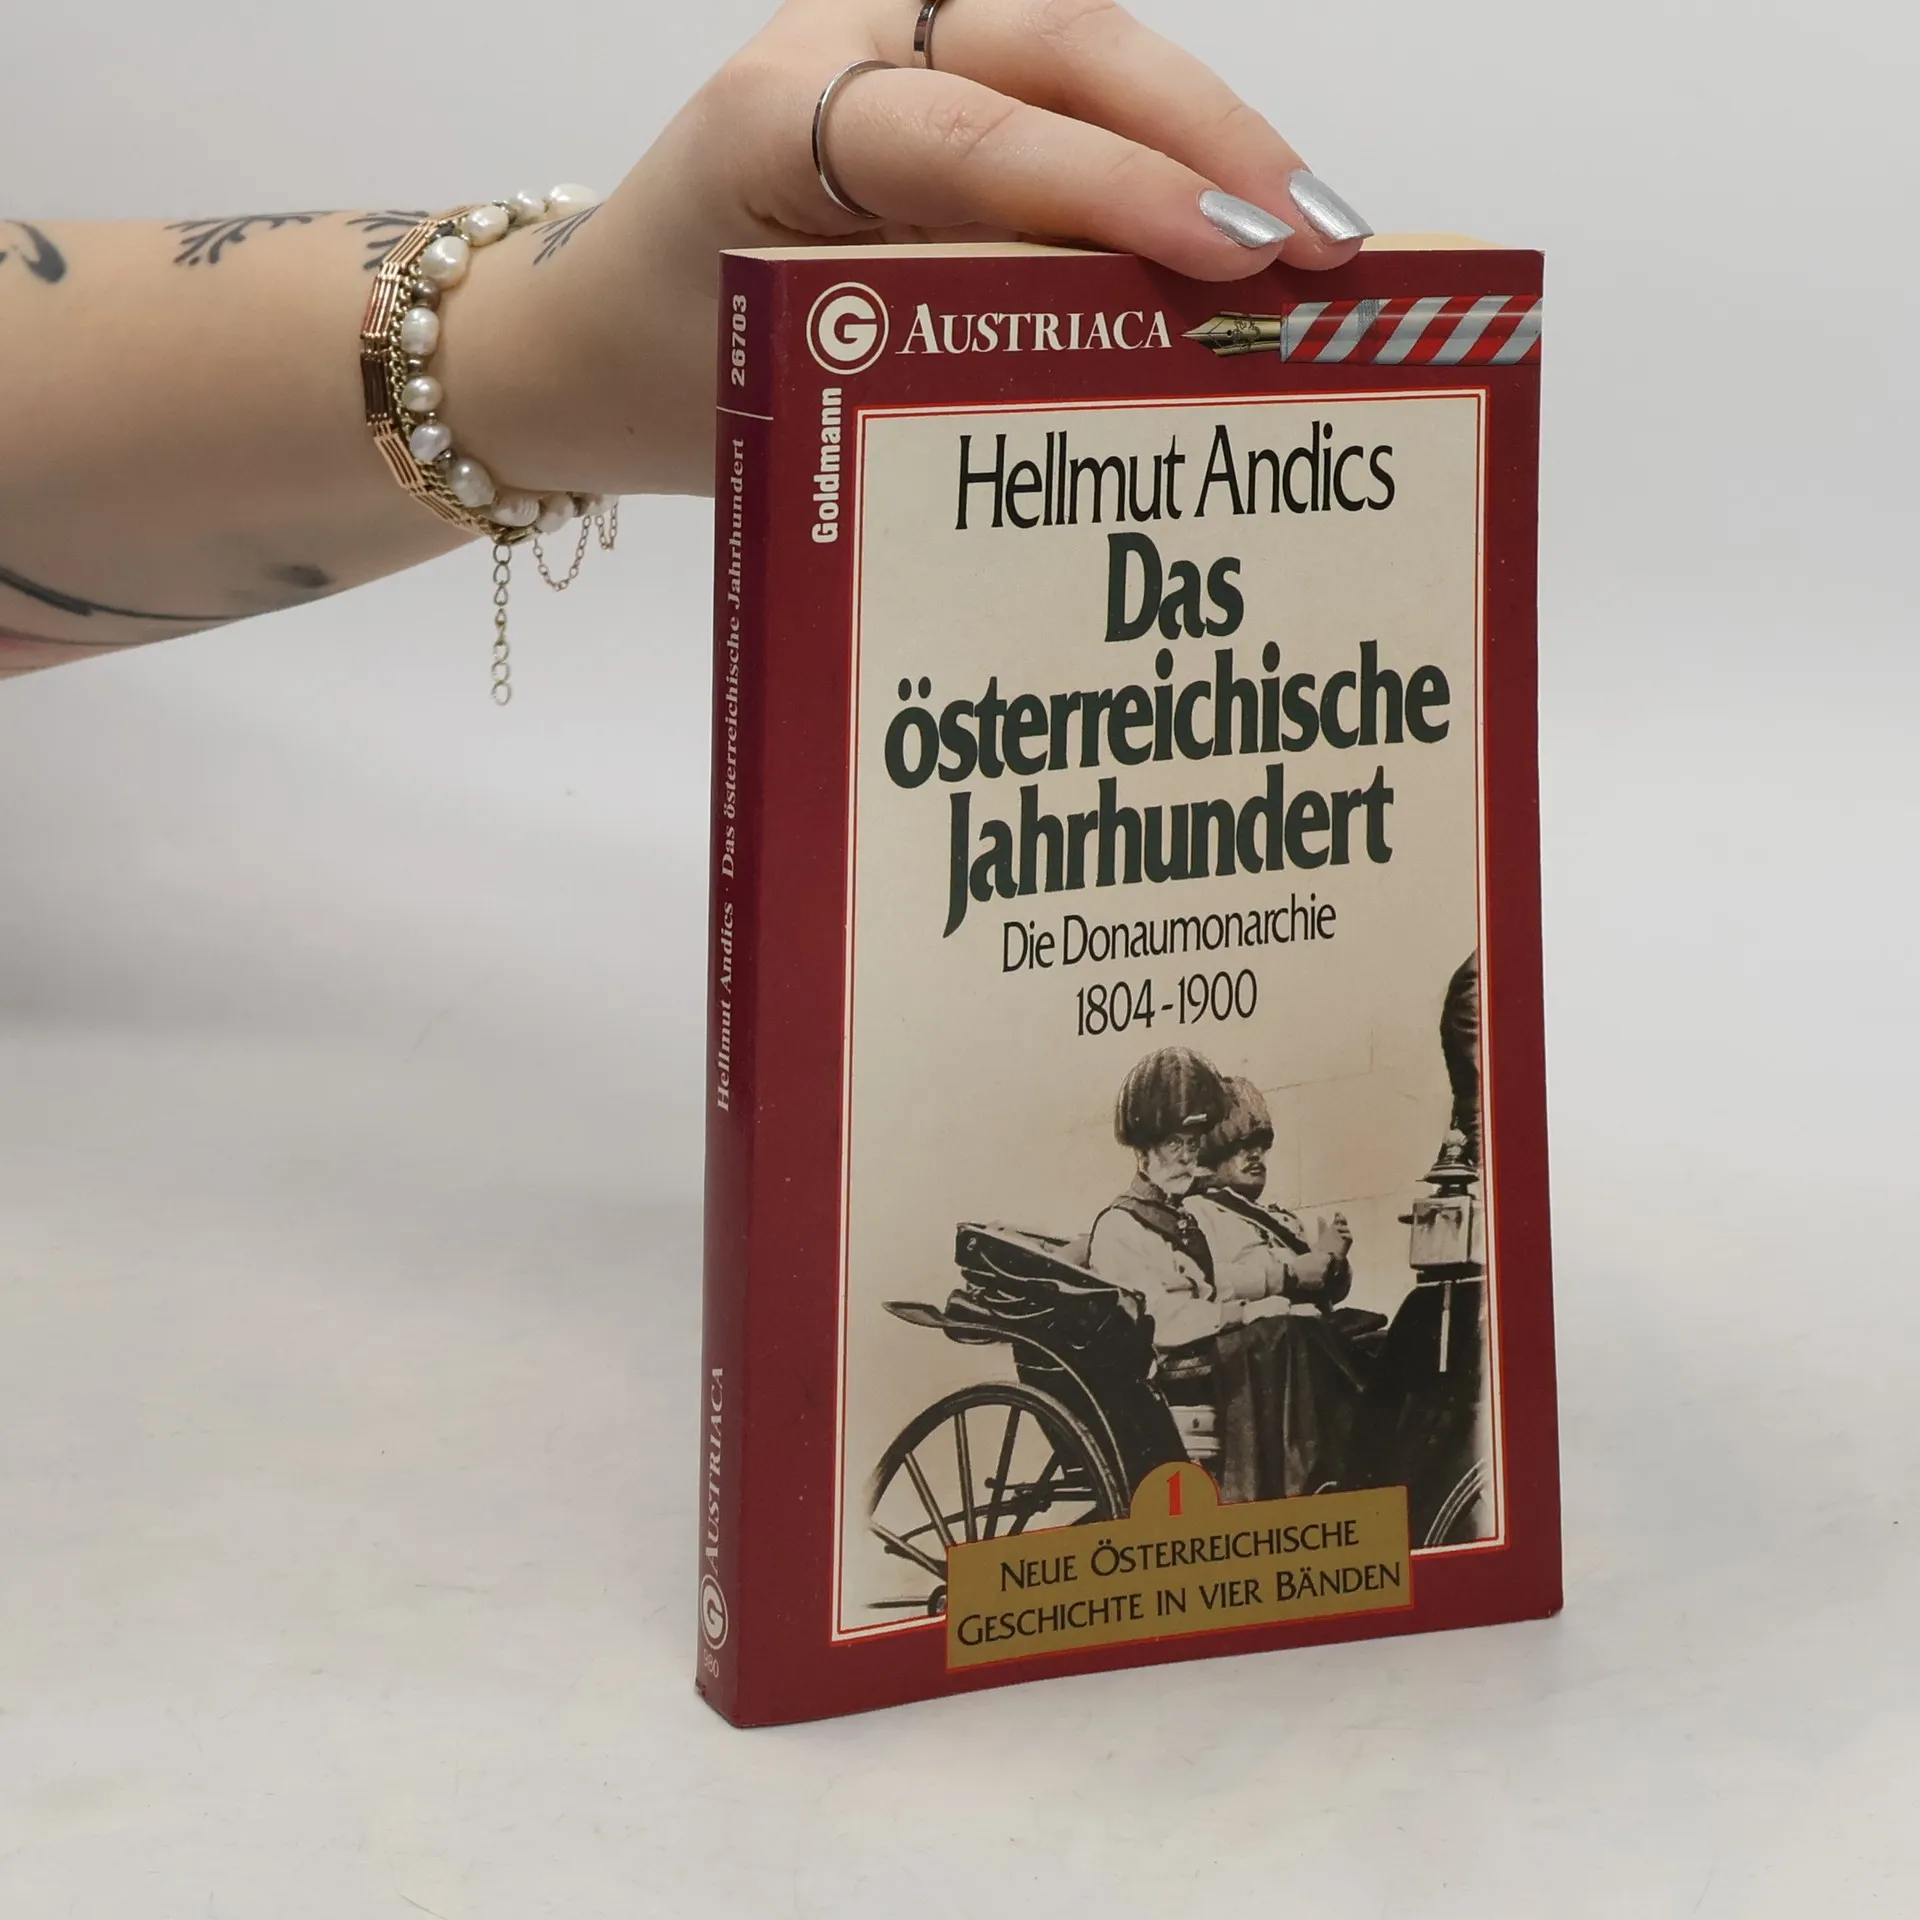 G AUSTRIACA
Goldmann
Hellmut Andics
Das
österreichische
Jahrhundert
Die Donaumonarchie
1804-1900
1
NEUE ÖSTERREICHISCHE
GESCHICHTE IN VIER BÄNDEN
26703
Hellmut Andics · Das österreichische Jahrhundert
G AUSTRIACA
980